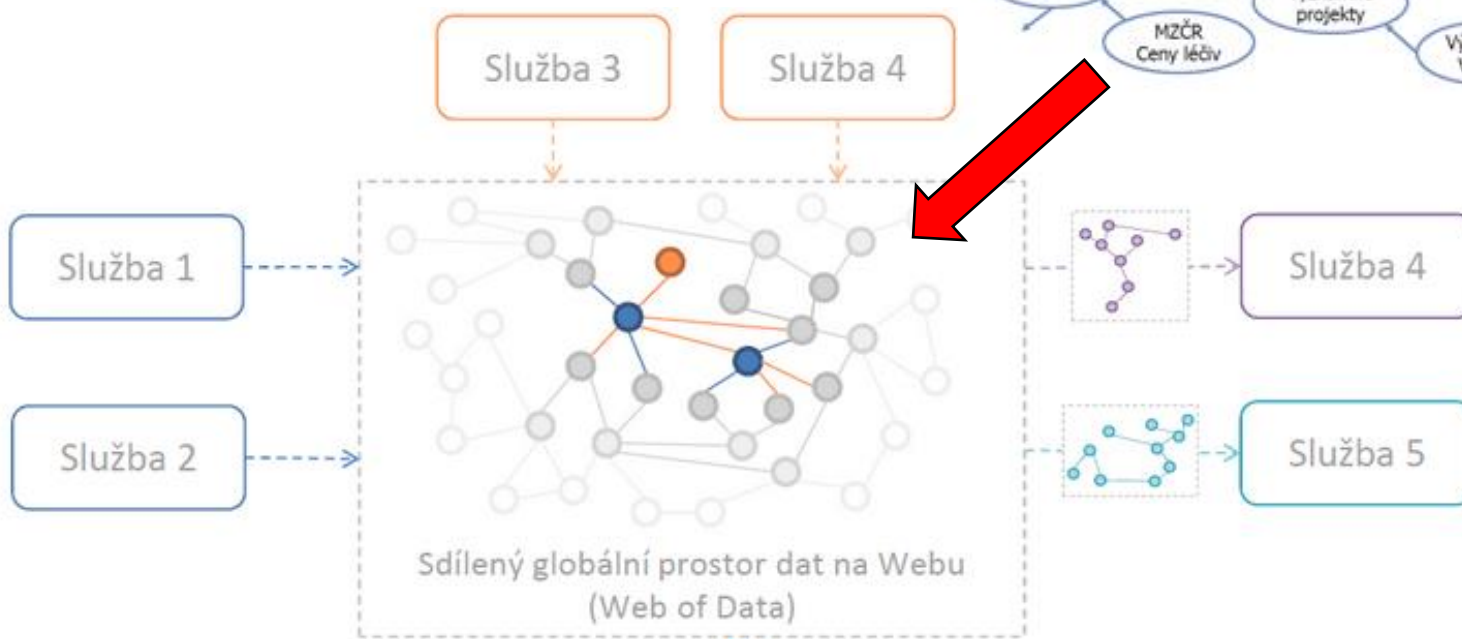 projekty
MZČR
Ceny léčiv
Služba 3
Služba 4
Služba 1
Služba 4
Služba 2
Služba 5
Sdílený globální prostor dat na Webu
(Web of Data)